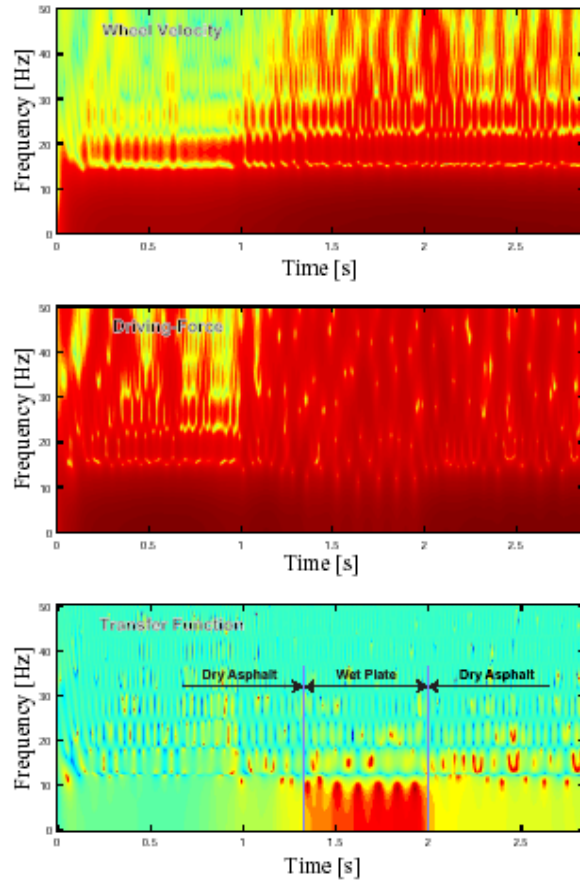 Wheel Velocity
Frequency [Hz]
50
40
30
20
10
0
0 0.5 1 1.5 2 2.5
Time [s]
Driving-Force
Frequency [Hz]
50
40
30
20
10
0
0 0.5 1 1.5 2 2.5
Time [s]
Transfer Function
Frequency [Hz]
50
40
Dry Asphalt Wet Plate Dry Asphalt
30
20
10
0
0 0.5 1 1.5 2 2.5
Time [s]